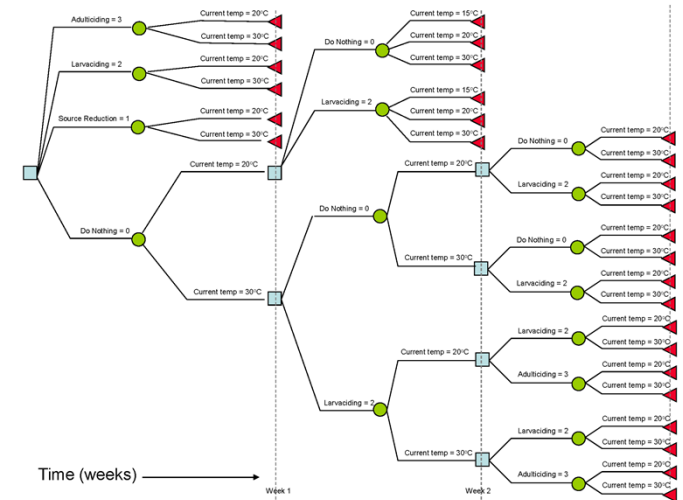 Adulticiding = 3
Current temp = 20°C
Current temp = 30°C
Larvaciding = 2
Current temp = 20°C
Current temp = 30°C
Source Reduction = 1
Current temp = 20°C
Current temp = 30°C
Do Nothing = 0
Current temp = 20°C
Current temp = 30°C
Do Nothing = 0
Current temp = 15°C
Current temp = 20°C
Current temp = 30°C
Larvaciding = 2
Current temp = 15°C
Current temp = 20°C
Current temp = 30°C
Do Nothing = 0
Current temp = 20°C
Current temp = 30°C
Larvaciding = 2
Current temp = 20°C
Current temp = 30°C
Do Nothing = 0
Current temp = 20°C
Current temp = 30°C
Larvaciding = 2
Current temp = 20°C
Current temp = 30°C
Do Nothing = 0
Current temp = 20°C
Current temp = 30°C
Larvaciding = 2
Current temp = 20°C
Current temp = 30°C
Larvaciding = 2
Current temp = 20°C
Current temp = 30°C
Adulticiding = 3
Current temp = 20°C
Current temp = 30°C
Larvaciding = 2
Current temp = 20°C
Current temp = 30°C
Adulticiding = 3
Current temp = 20°C
Current temp = 30°C
Time (weeks)
Week 1
Week 2